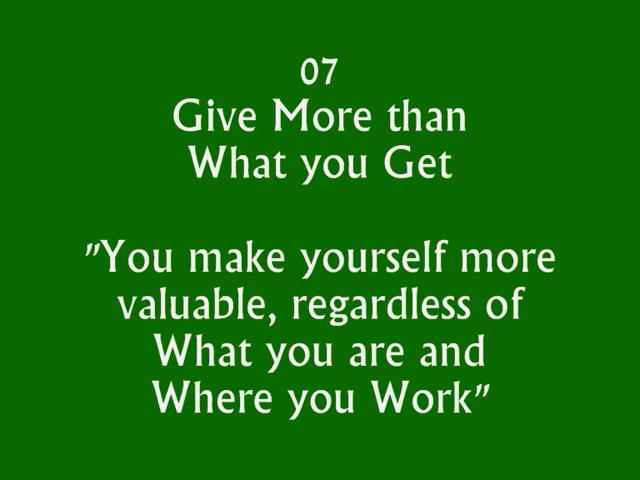 07
Give More than
What you Get
"You make yourself more
valuable, regardless of
What you are and
Where you Work"